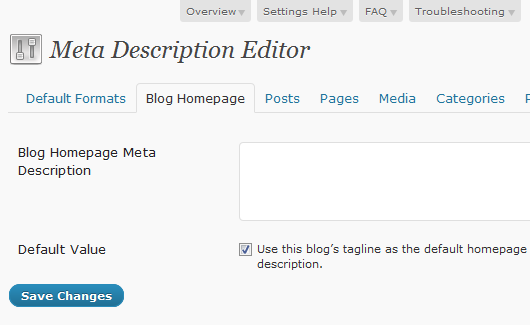 Overview Settings Help FAQ Troubleshooting
Meta Description Editor
Default Formats Blog Homepage Posts Pages Media Categories
Blog Homepage Meta
Description
Default Value Use this blog's tagline as the default homepage
description.
Save Changes